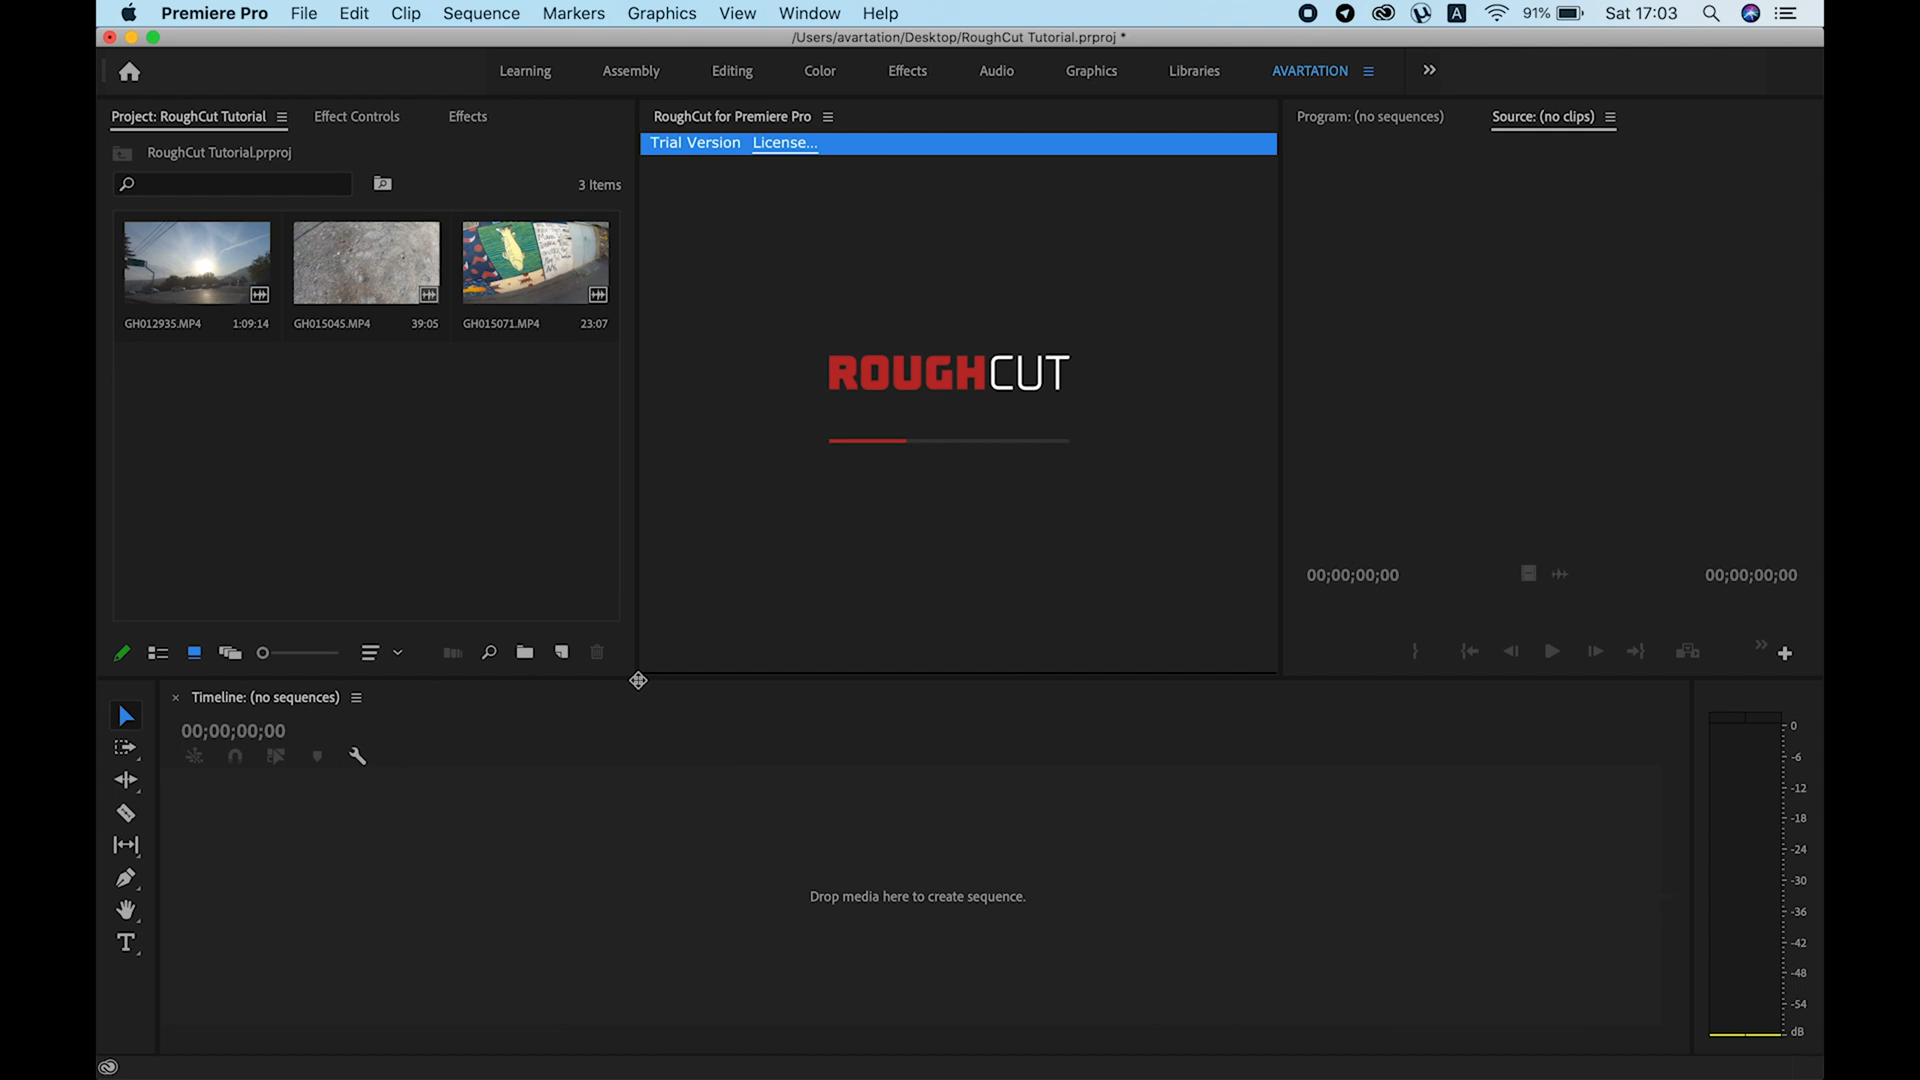 Premiere Pro File Edit Clip Sequence Markers Graphics View Window Help
91% Sat 17:03
/Users/avartation/Desktop/RoughCut Tutorial.prproj *
Learning Assembly Editing Color Effects Audio Graphics Libraries AVARTATION
Project: RoughCut Tutorial Effect Controls Effects
RoughCut Tutorial.prproj
3 Items
GH012935.MP4 1:09:14 GH015045.MP4 39:05 GH015071.MP4 23:07
RoughCut for Premiere Pro
Trial Version License...
ROUGHCUT
Program: (no sequences) Source: (no clips)
00;00;00;00 00;00;00;00
Timeline: (no sequences)
00;00;00;00
Drop media here to create sequence.
0
-6
-12
-18
-24
-30
-36
-42
-48
-54
dB